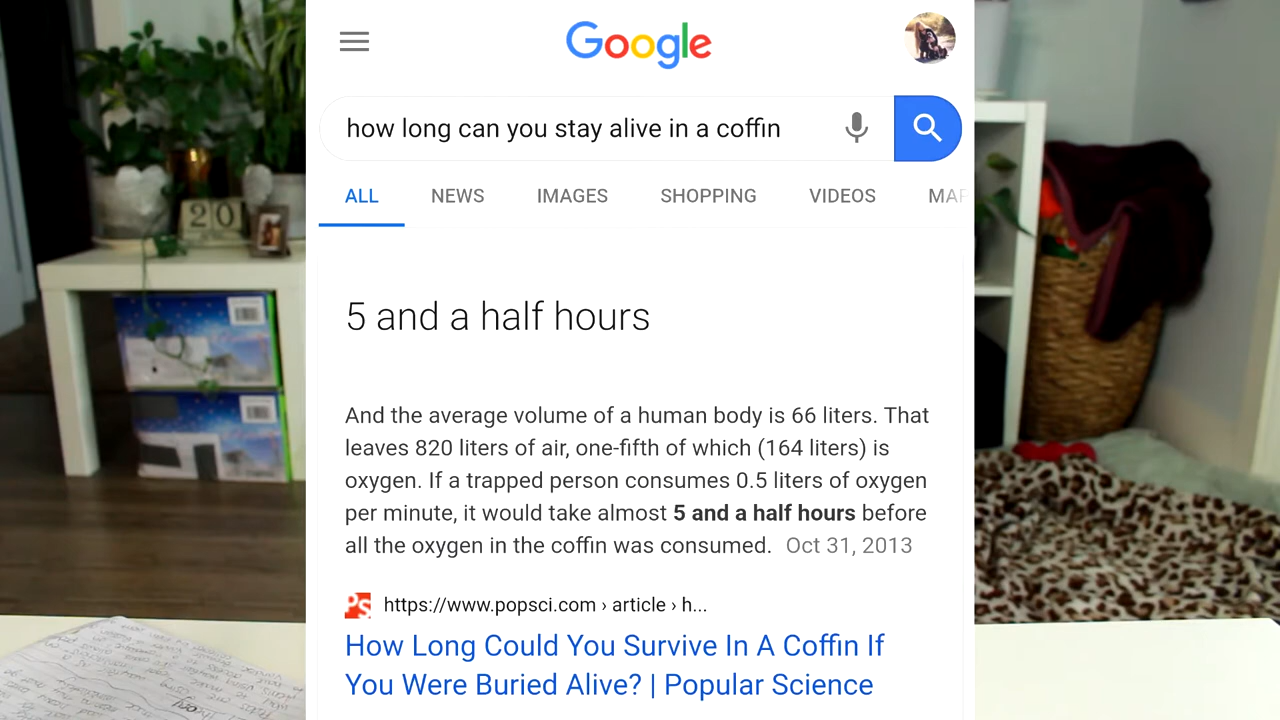 Google
how long can you stay alive in a coffin
ALL NEWS IMAGES SHOPPING VIDEOS
5 and a half hours
And the average volume of a human body is 66 liters. That
leaves 820 liters of air, one-fifth of which (164 liters) is
oxygen. If a trapped person consumes 0.5 liters of oxygen
per minute, it would take almost 5 and a half hours before
all the oxygen in the coffin was consumed. Oct 31, 2013
PS https://www.popsci.com › article › h...
How Long Could You Survive In A Coffin If
You Were Buried Alive? | Popular Science
20